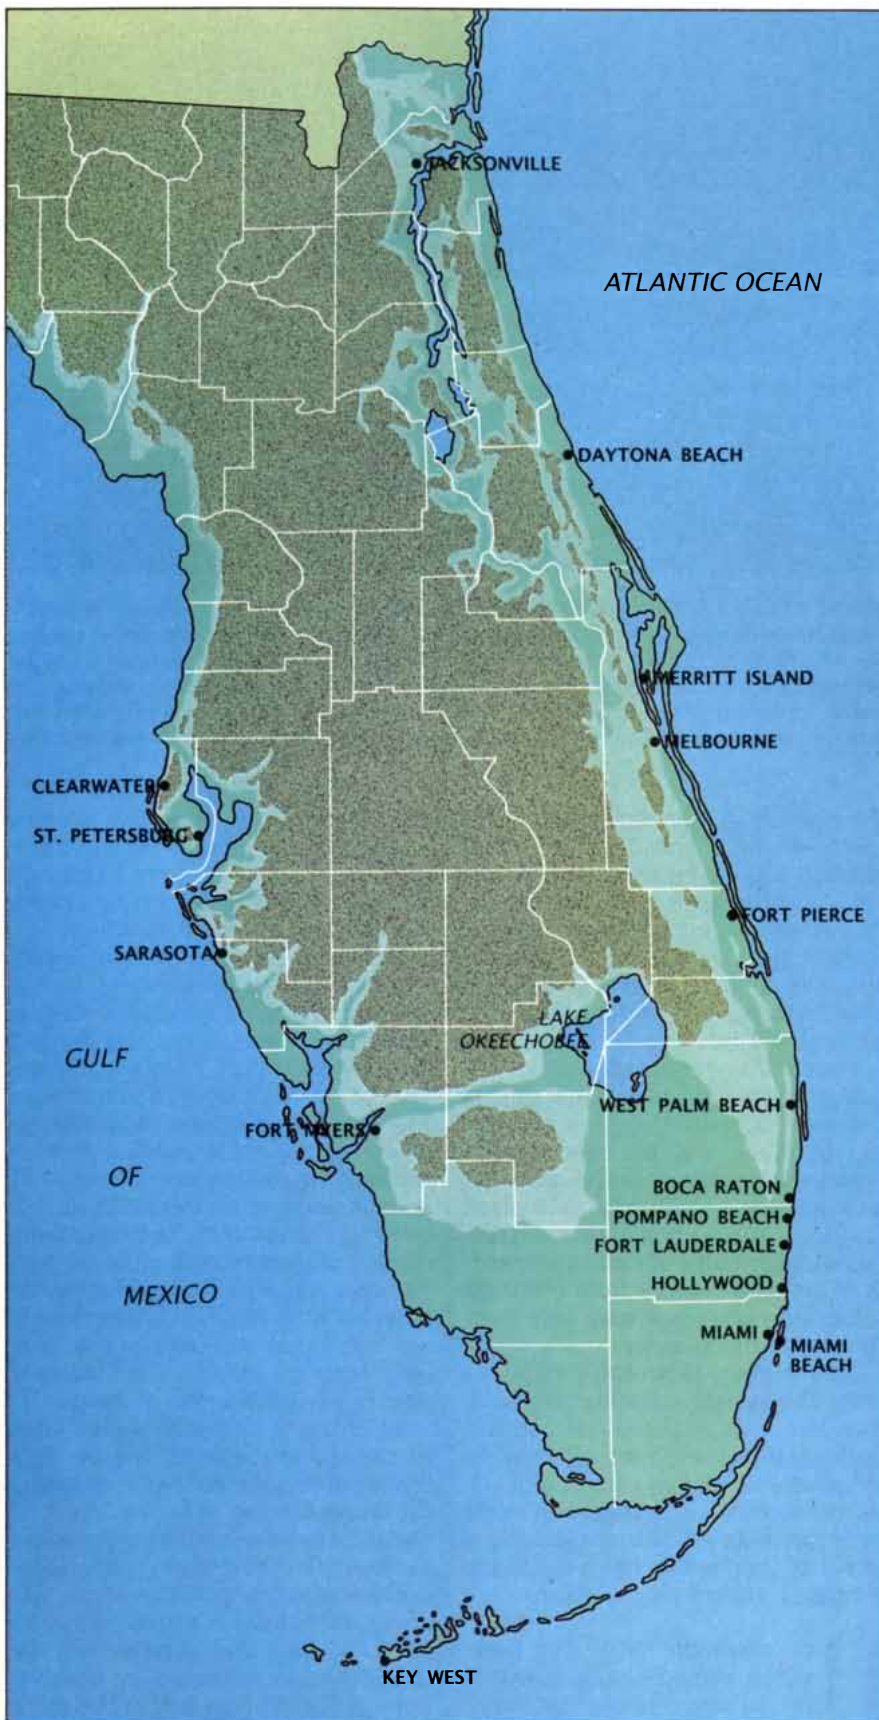 JACKSONVILLE
ATLANTIC OCEAN
DAYTONA BEACH
MERRITT ISLAND
MELBOURNE
CLEARWATER
ST. PETERSBURG
FORT PIERCE
SARASOTA
LAKE
OKEECHOBEE
GULF
OF
MEXICO
WEST PALM BEACH
FORT MYERS
BOCA RATON
POMPANO BEACH
FORT LAUDERDALE
HOLLYWOOD
MIAMI
MIAMI
BEACH
KEY WEST